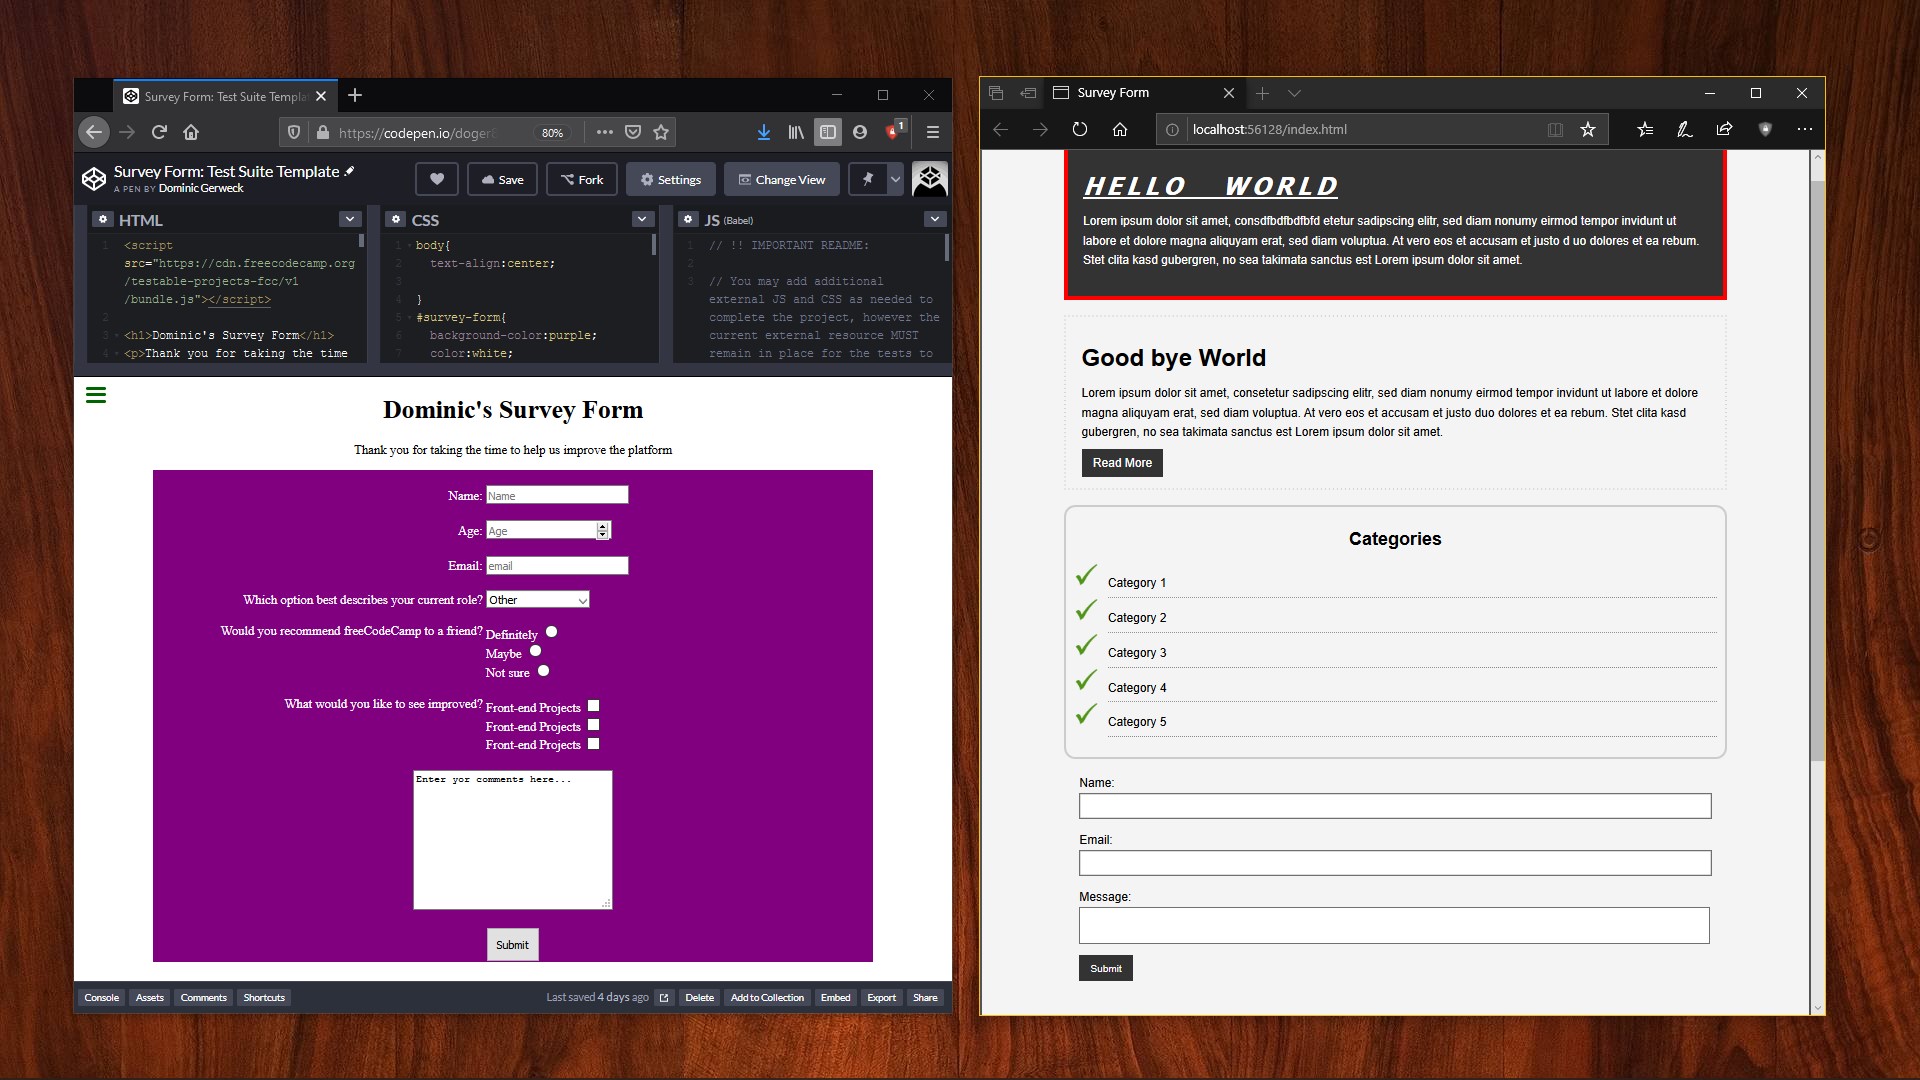 Survey Form: Test Suite Templa
https://codepen.io/doger
80%
1
Survey Form: Test Suite Template
A PEN BY Dominic Gerweck
Save
Fork
Settings
Change View
HTML
1 <script
src="https://cdn.freecodecamp.org
/testable-projects-fcc/v1
/bundle.js"></script>
2
3 <h1>Dominic's Survey Form</h1>
4 <p>Thank you for taking the time
CSS
1 body{
2 text-align:center;
3
4 }
5 #survey-form{
6 background-color:purple;
7 color:white;
JS (Babel)
1 // !! IMPORTANT README:
2
3 // You may add additional
external JS and CSS as needed to
complete the project, however the
current external resource MUST
remain in place for the tests to
Dominic's Survey Form
Thank you for taking the time to help us improve the platform
Name: Name
Age: Age
Email: email
Which option best describes your current role? Other
Would you recommend freeCodeCamp to a friend? Definitely
Maybe
Not sure
What would you like to see improved? Front-end Projects
Front-end Projects
Front-end Projects
Enter yor comments here...
Submit
Console Assets Comments Shortcuts Last saved 4 days ago Delete Add to Collection Embed Export Share
Survey Form
localhost:56128/index.html
HELLO WORLD
Lorem ipsum dolor sit amet, consdfbdfbdfbfd etetur sadipscing elitr, sed diam nonumy eirmod tempor invidunt ut
labore et dolore magna aliquyam erat, sed diam voluptua. At vero eos et accusam et justo d uo dolores et ea rebum.
Stet clita kasd gubergren, no sea takimata sanctus est Lorem ipsum dolor sit amet.
Good bye World
Lorem ipsum dolor sit amet, consetetur sadipscing elitr, sed diam nonumy eirmod tempor invidunt ut labore et dolore
magna aliquyam erat, sed diam voluptua. At vero eos et accusam et justo duo dolores et ea rebum. Stet clita kasd
gubergren, no sea takimata sanctus est Lorem ipsum dolor sit amet.
Read More
Categories
Category 1
Category 2
Category 3
Category 4
Category 5
Name:
Email:
Message:
Submit